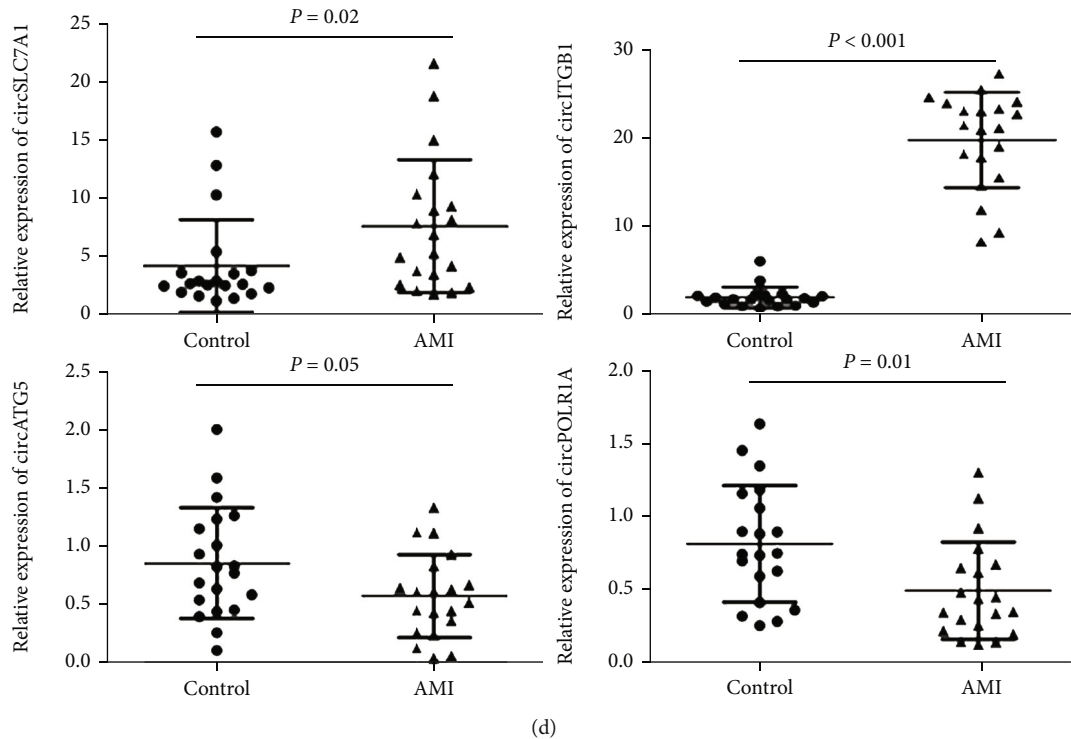 Relative expression of circSLC7A1
P = 0.02
25
20
15
10
5
0
Control
AMI
Relative expression of circITGB1
P < 0.001
30
20
10
0
Control
AMI
Relative expression of circATG5
P = 0.05
2.5
2.0
1.5
1.0
0.5
0.0
Control
AMI
Relative expression of circPOLR1A
P = 0.01
2.0
1.5
1.0
0.5
0.0
Control
AMI
(d)